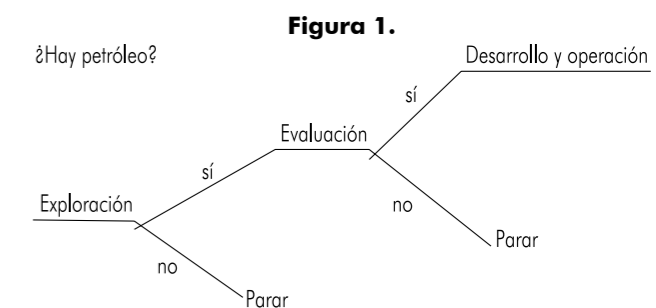 Figura 1.
¿Hay petróleo?
Desarrollo y operación
sí
Evaluación
sí
no
Exploración
Parar
no
Parar